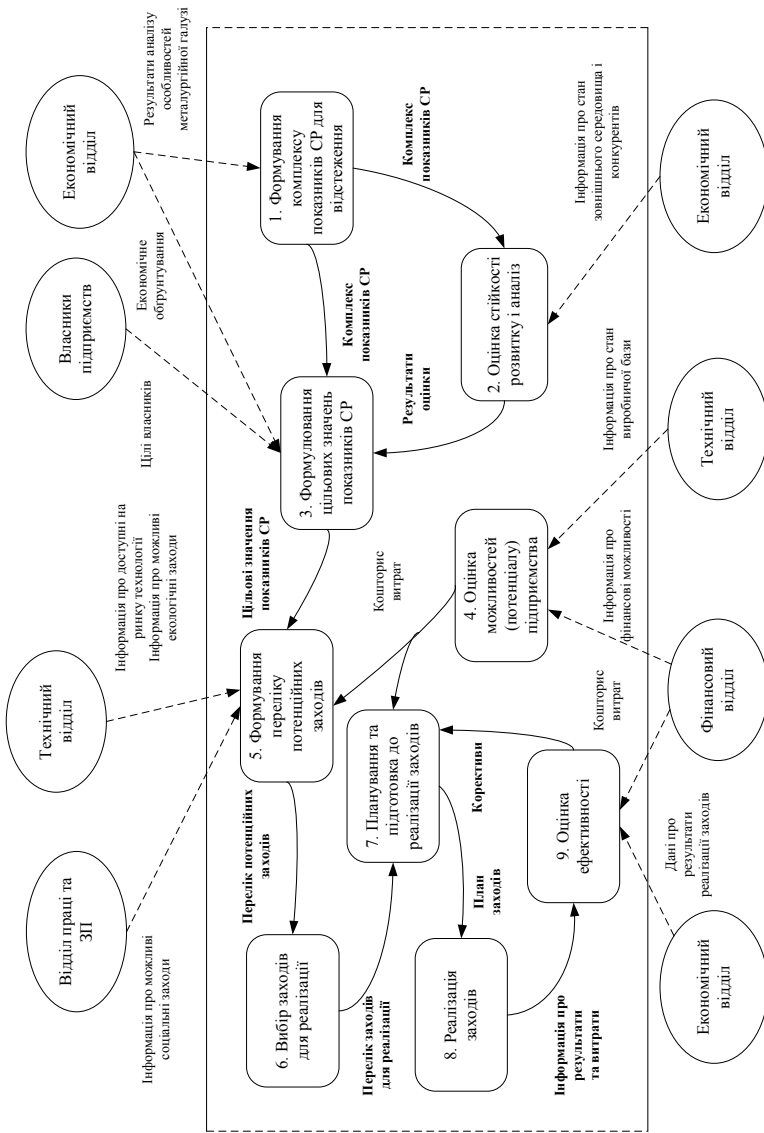 Відділ праці та
ЗП
Технічний
відділ
Власники
підприємств
Економічний
відділ
Інформація про можливі
соціальні заходи
Інформація про доступні на
ринку технології
Інформація про можливі
екологічні заходи
Цілі власників
Економічне
обґрунтування
Результати аналізу
особливостей
металургійної галузі
6. Вибір заходів
для реалізації
Перелік потенційних
заходів
5. Формування
переліку
потенційних
заходів
Цільові значення
показників СР
3. Формулювання
цільових значень
показників СР
Комплекс
показників СР
1. Формування
комплексу
показників СР для
відстеження
Перелік заходів
для реалізації
7. Планування та
підготовка до
реалізації заходів
Кошторис
витрат
Результати
оцінки
Комплекс
показників СР
8. Реалізація
заходів
План
заходів
Корективи
4. Оцінка
можливостей
(потенціалу)
підприємства
2. Оцінка стійкості
розвитку і аналіз
Інформація про
результати
та витрати
9. Оцінка
ефективності
Кошторис
витрат
Інформація про
фінансові можливості
Інформація про стан
виробничої бази
Інформація про стан
зовнішнього середовища і
конкурентів
Дані про
результати
реалізації заходів
Економічний
відділ
Фінансовий
відділ
Технічний
відділ
Економічний
відділ